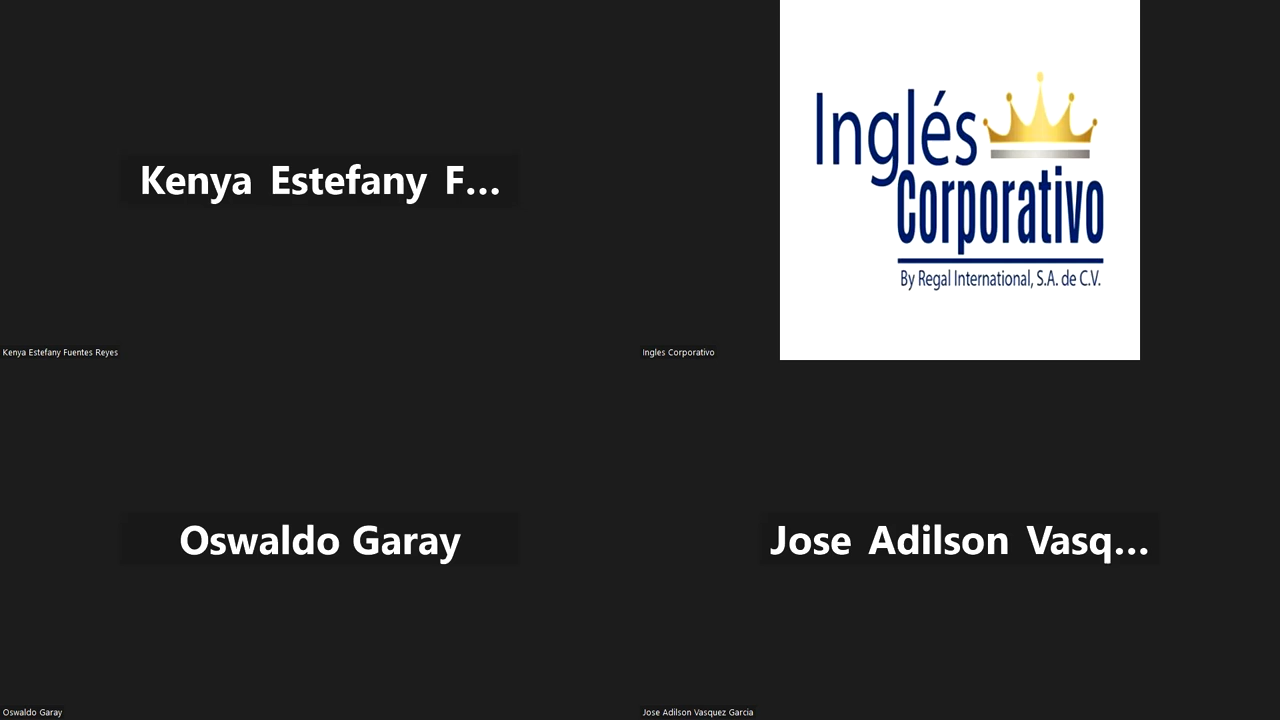 Kenya Estefany F...
Kenya Estefany Fuentes Reyes
Inglés
Corporativo
By Regal International, S.A. de C.V.
Ingles Corporativo
Oswaldo Garay
Oswaldo Garay
Jose Adilson Vasq...
Jose Adilson Vasquez Garcia